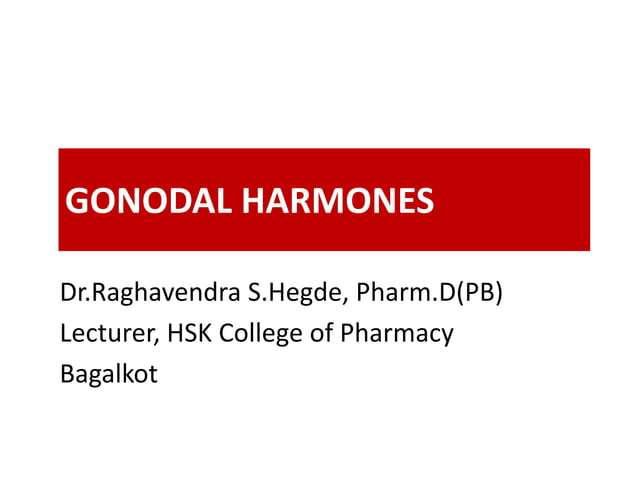 GONODAL HARMONES
Dr.Raghavendra S.Hegde, Pharm.D(PB)
Lecturer, HSK College of Pharmacy
Bagalkot